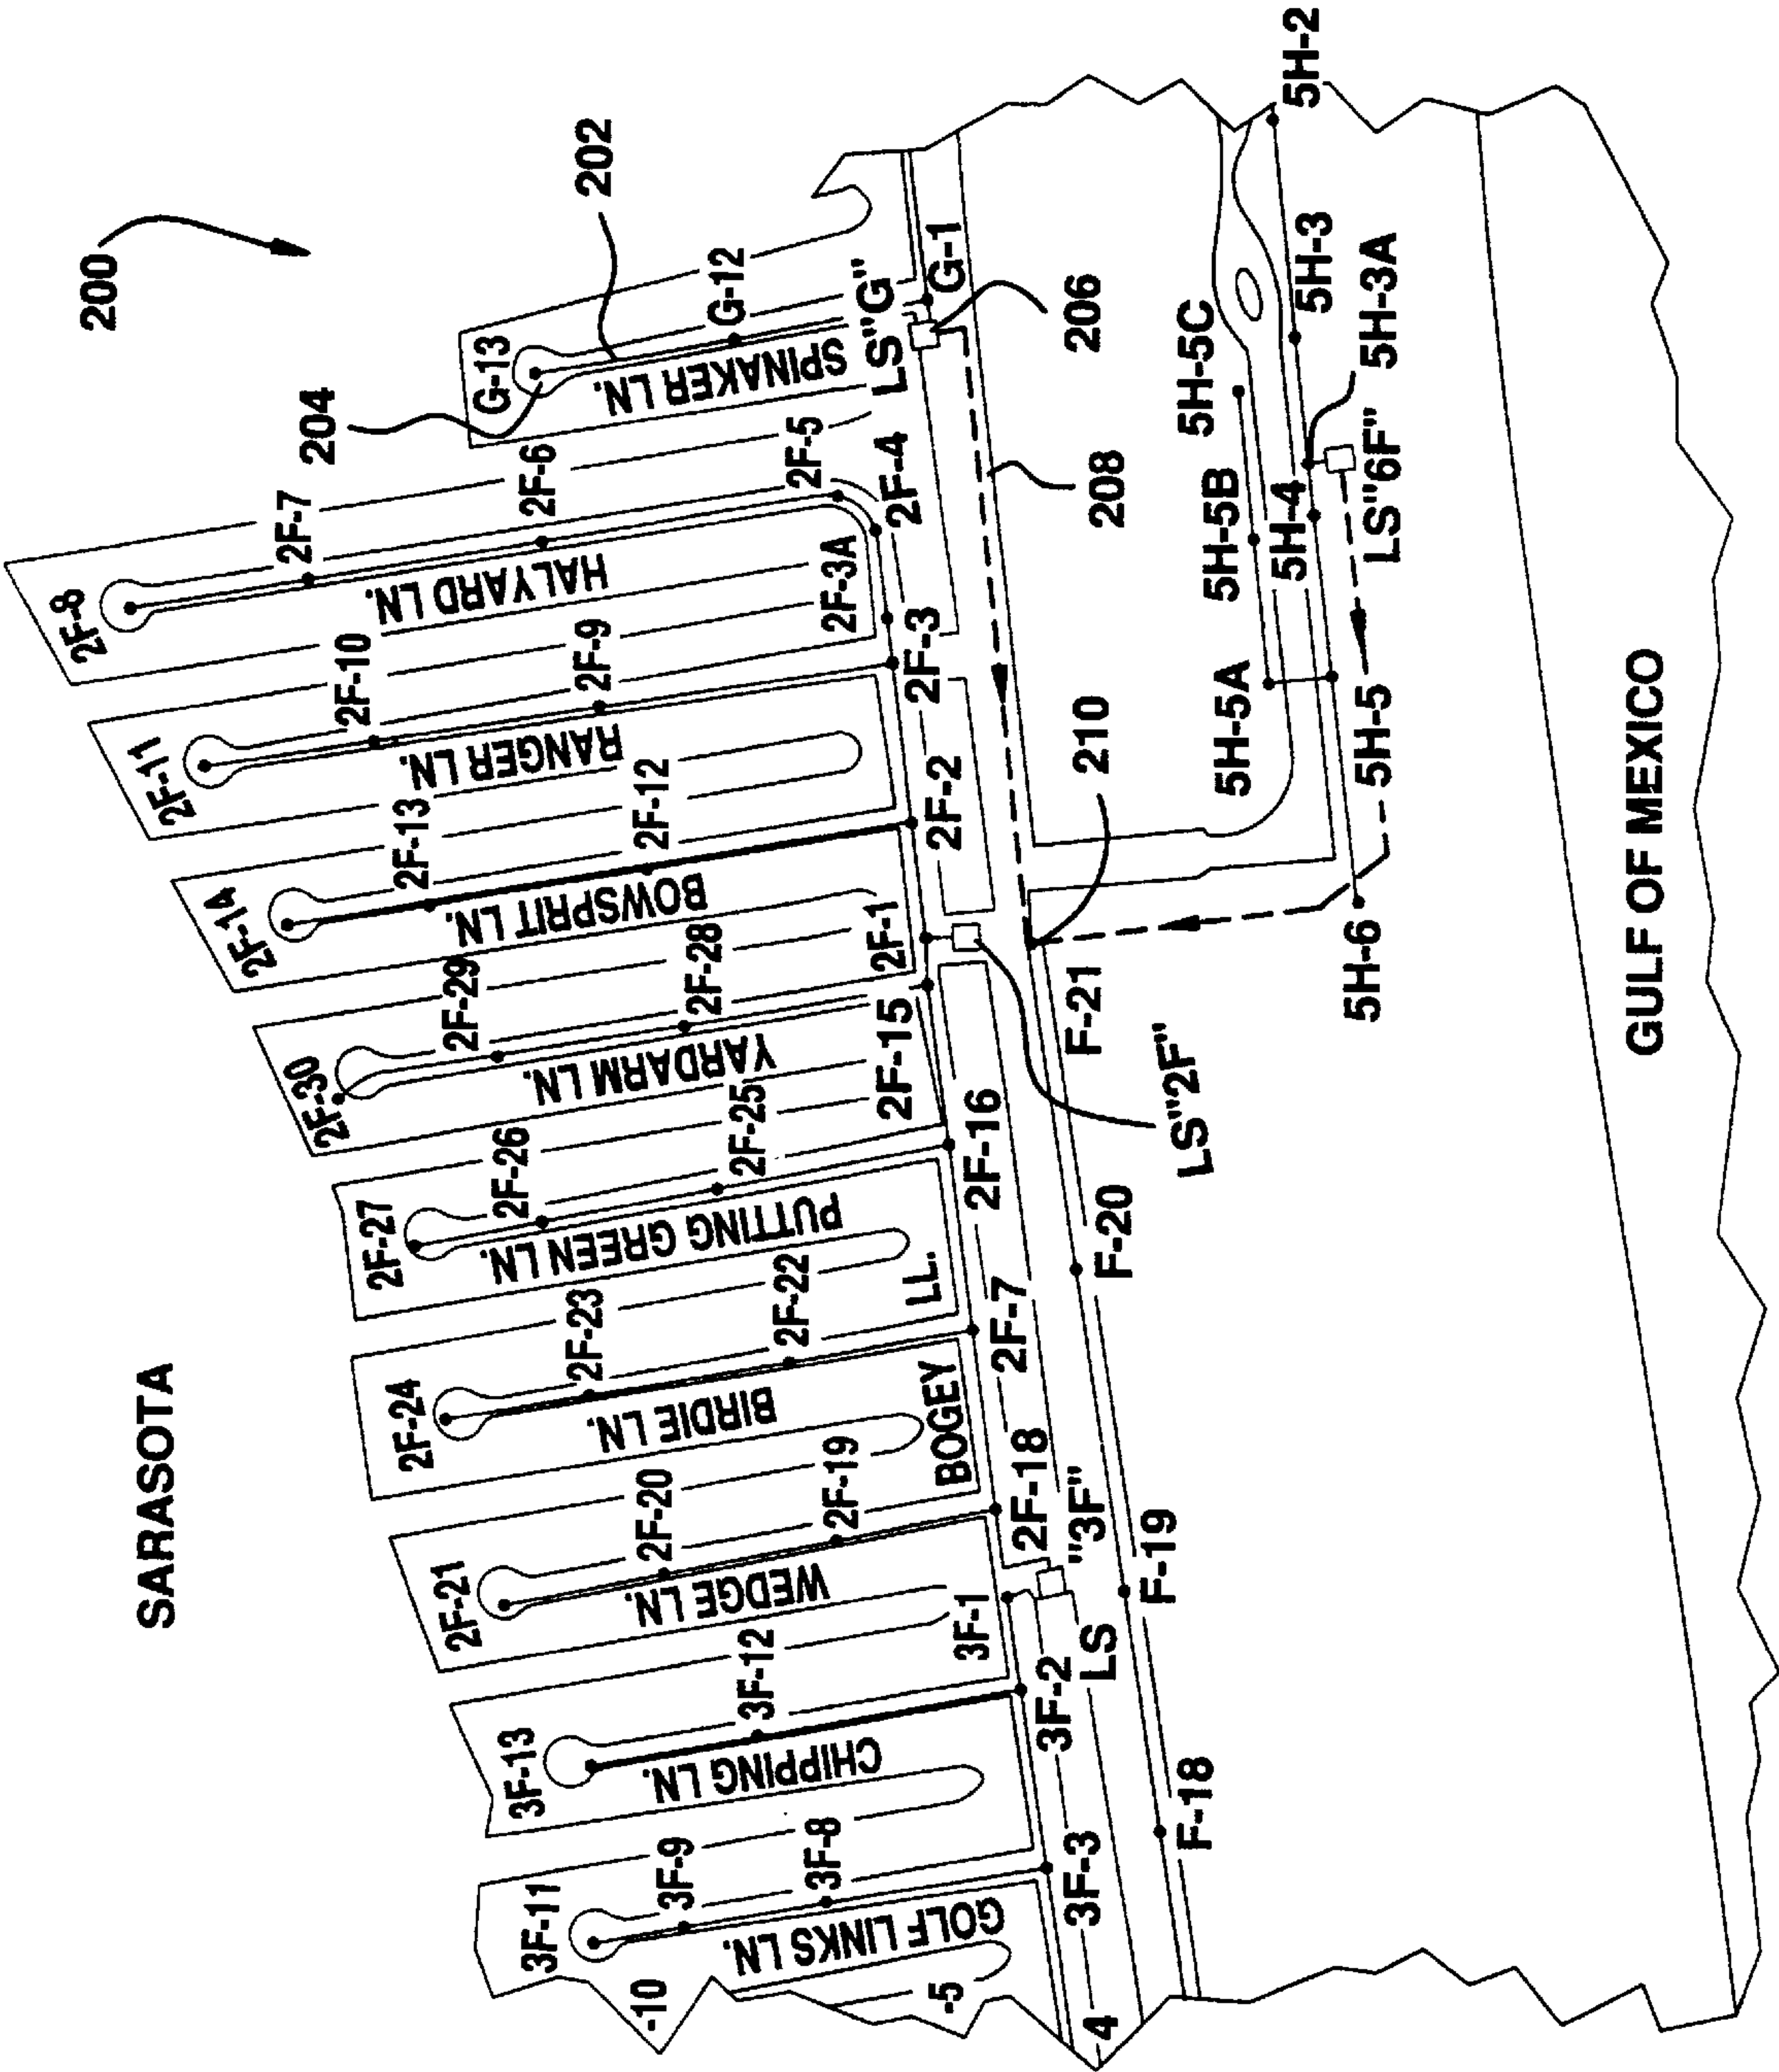 SARASOTA
200
202
204
206
208
210
G-13
G-12
SPINAKER LN.
LS"G"
G-1
2F-8
2F-7
2F-6
2F-5
HALYARD LN.
2F-4
2F-3A
2F-3
2F-11
2F-10
2F-9
RANGER LN.
2F-2
2F-14
2F-13
2F-12
BOWSPRIT LN.
2F-1
2F-30
2F-29
2F-28
YARDARM LN.
2F-15
2F-27
2F-26
2F-25
PUTTING GREEN LN.
2F-16
2F-24
2F-23
2F-22
BIRDIE LN.
BOGEY LL.
2F-7
2F-21
2F-20
2F-19
WEDGE LN.
2F-18
3F-13
3F-12
CHIPPING LN.
3F-1
3F-2
LS "3F"
3F-11
3F-9
3F-8
GOLF LINKS LN.
3F-3
-10
-5
4
LS"2F"
F-21
F-20
F-19
F-18
5H-2
5H-3
5H-3A
5H-4
LS"6F"
5H-5C
5H-5B
5H-5A
5H-5
5H-6
GULF OF MEXICO